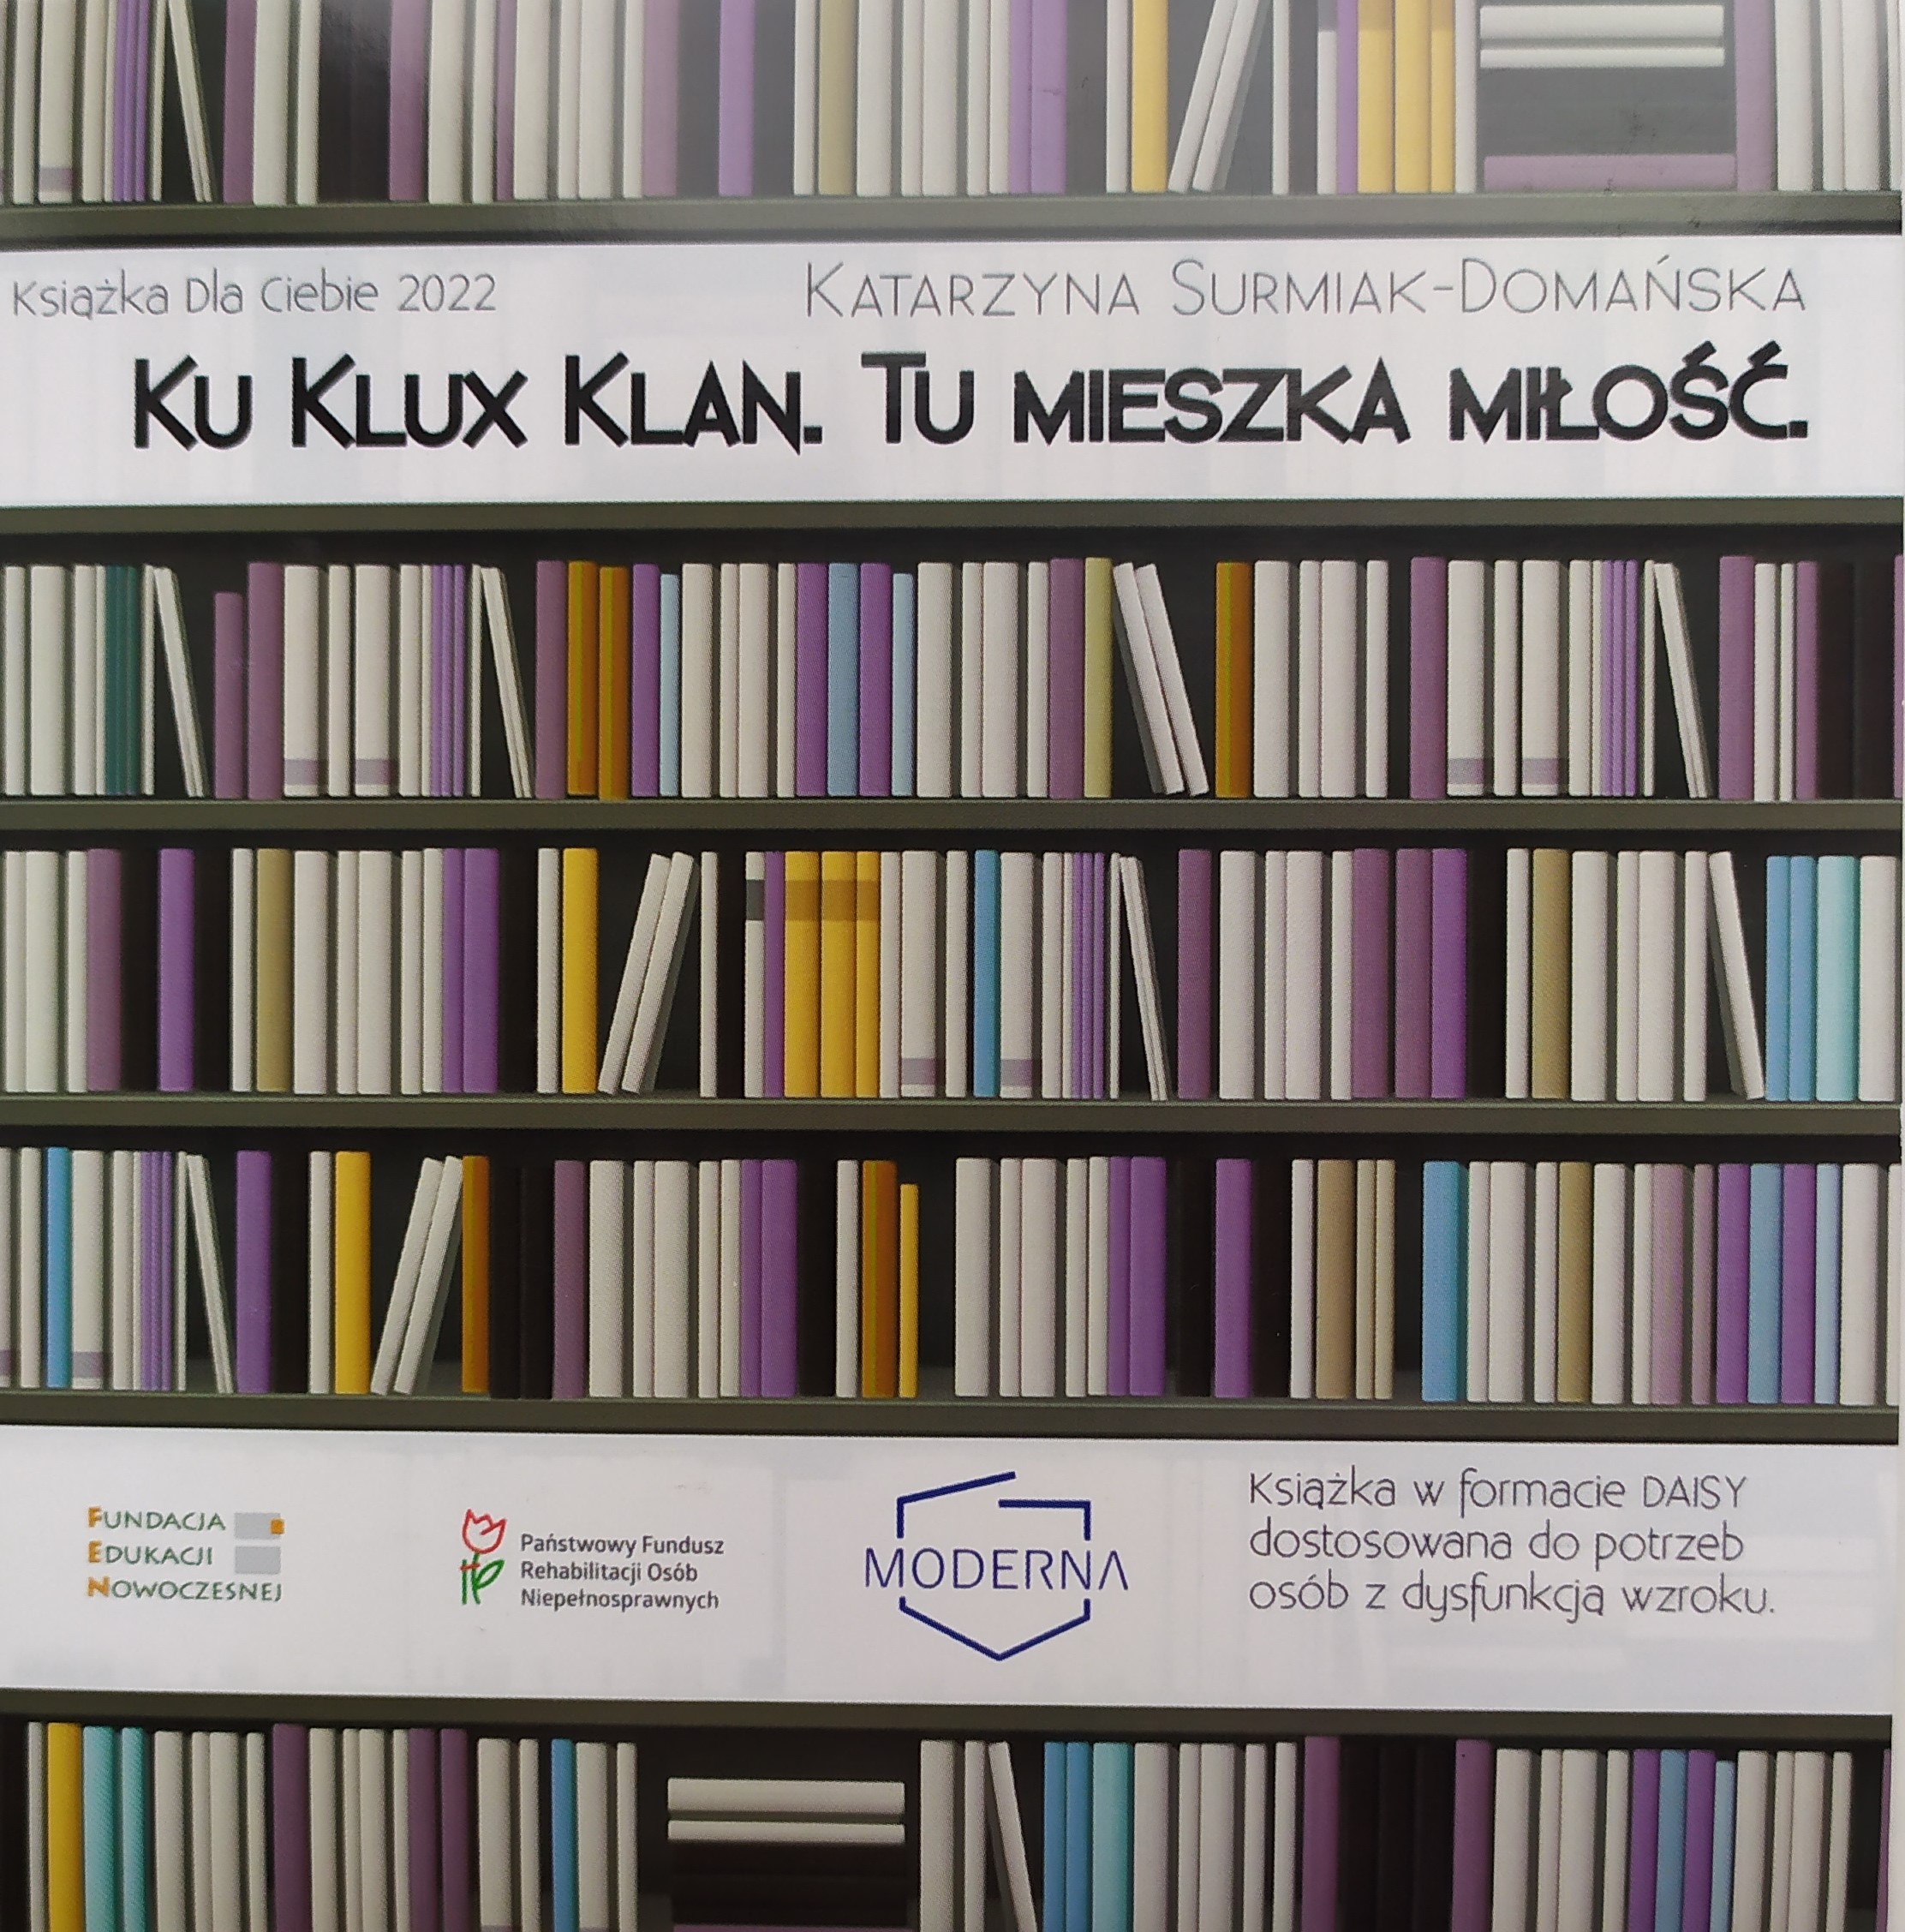 Książka Dla Ciebie 2022
Katarzyna Surmiak-Domańska
Ku Klux Klan. Tu mieszka miłość.
Fundacja
Edukacji
Nowoczesnej
Państwowy Fundusz
Rehabilitacji Osób
Niepełnosprawnych
MODERNA
Książka w formacie DAISY
dostosowana do potrzeb
osób z dysfunkcją wzroku.